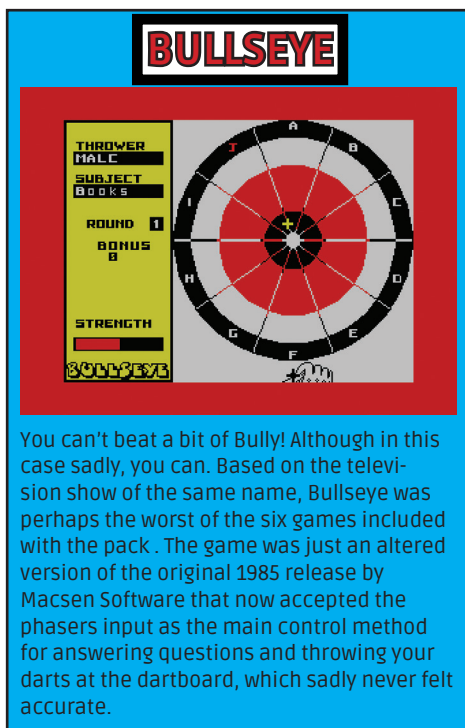 BULLSEYE
THROWER
MALC
SUBJECT
Books
ROUND 1
BONUS
0
STRENGTH
BULLSEYE
A
B
C
D
E
F
G
H
I
J
You can't beat a bit of Bully! Although in this
case sadly, you can. Based on the televi-
sion show of the same name, Bullseye was
perhaps the worst of the six games included
with the pack . The game was just an altered
version of the original 1985 release by
Macsen Software that now accepted the
phasers input as the main control method
for answering questions and throwing your
darts at the dartboard, which sadly never felt
accurate.